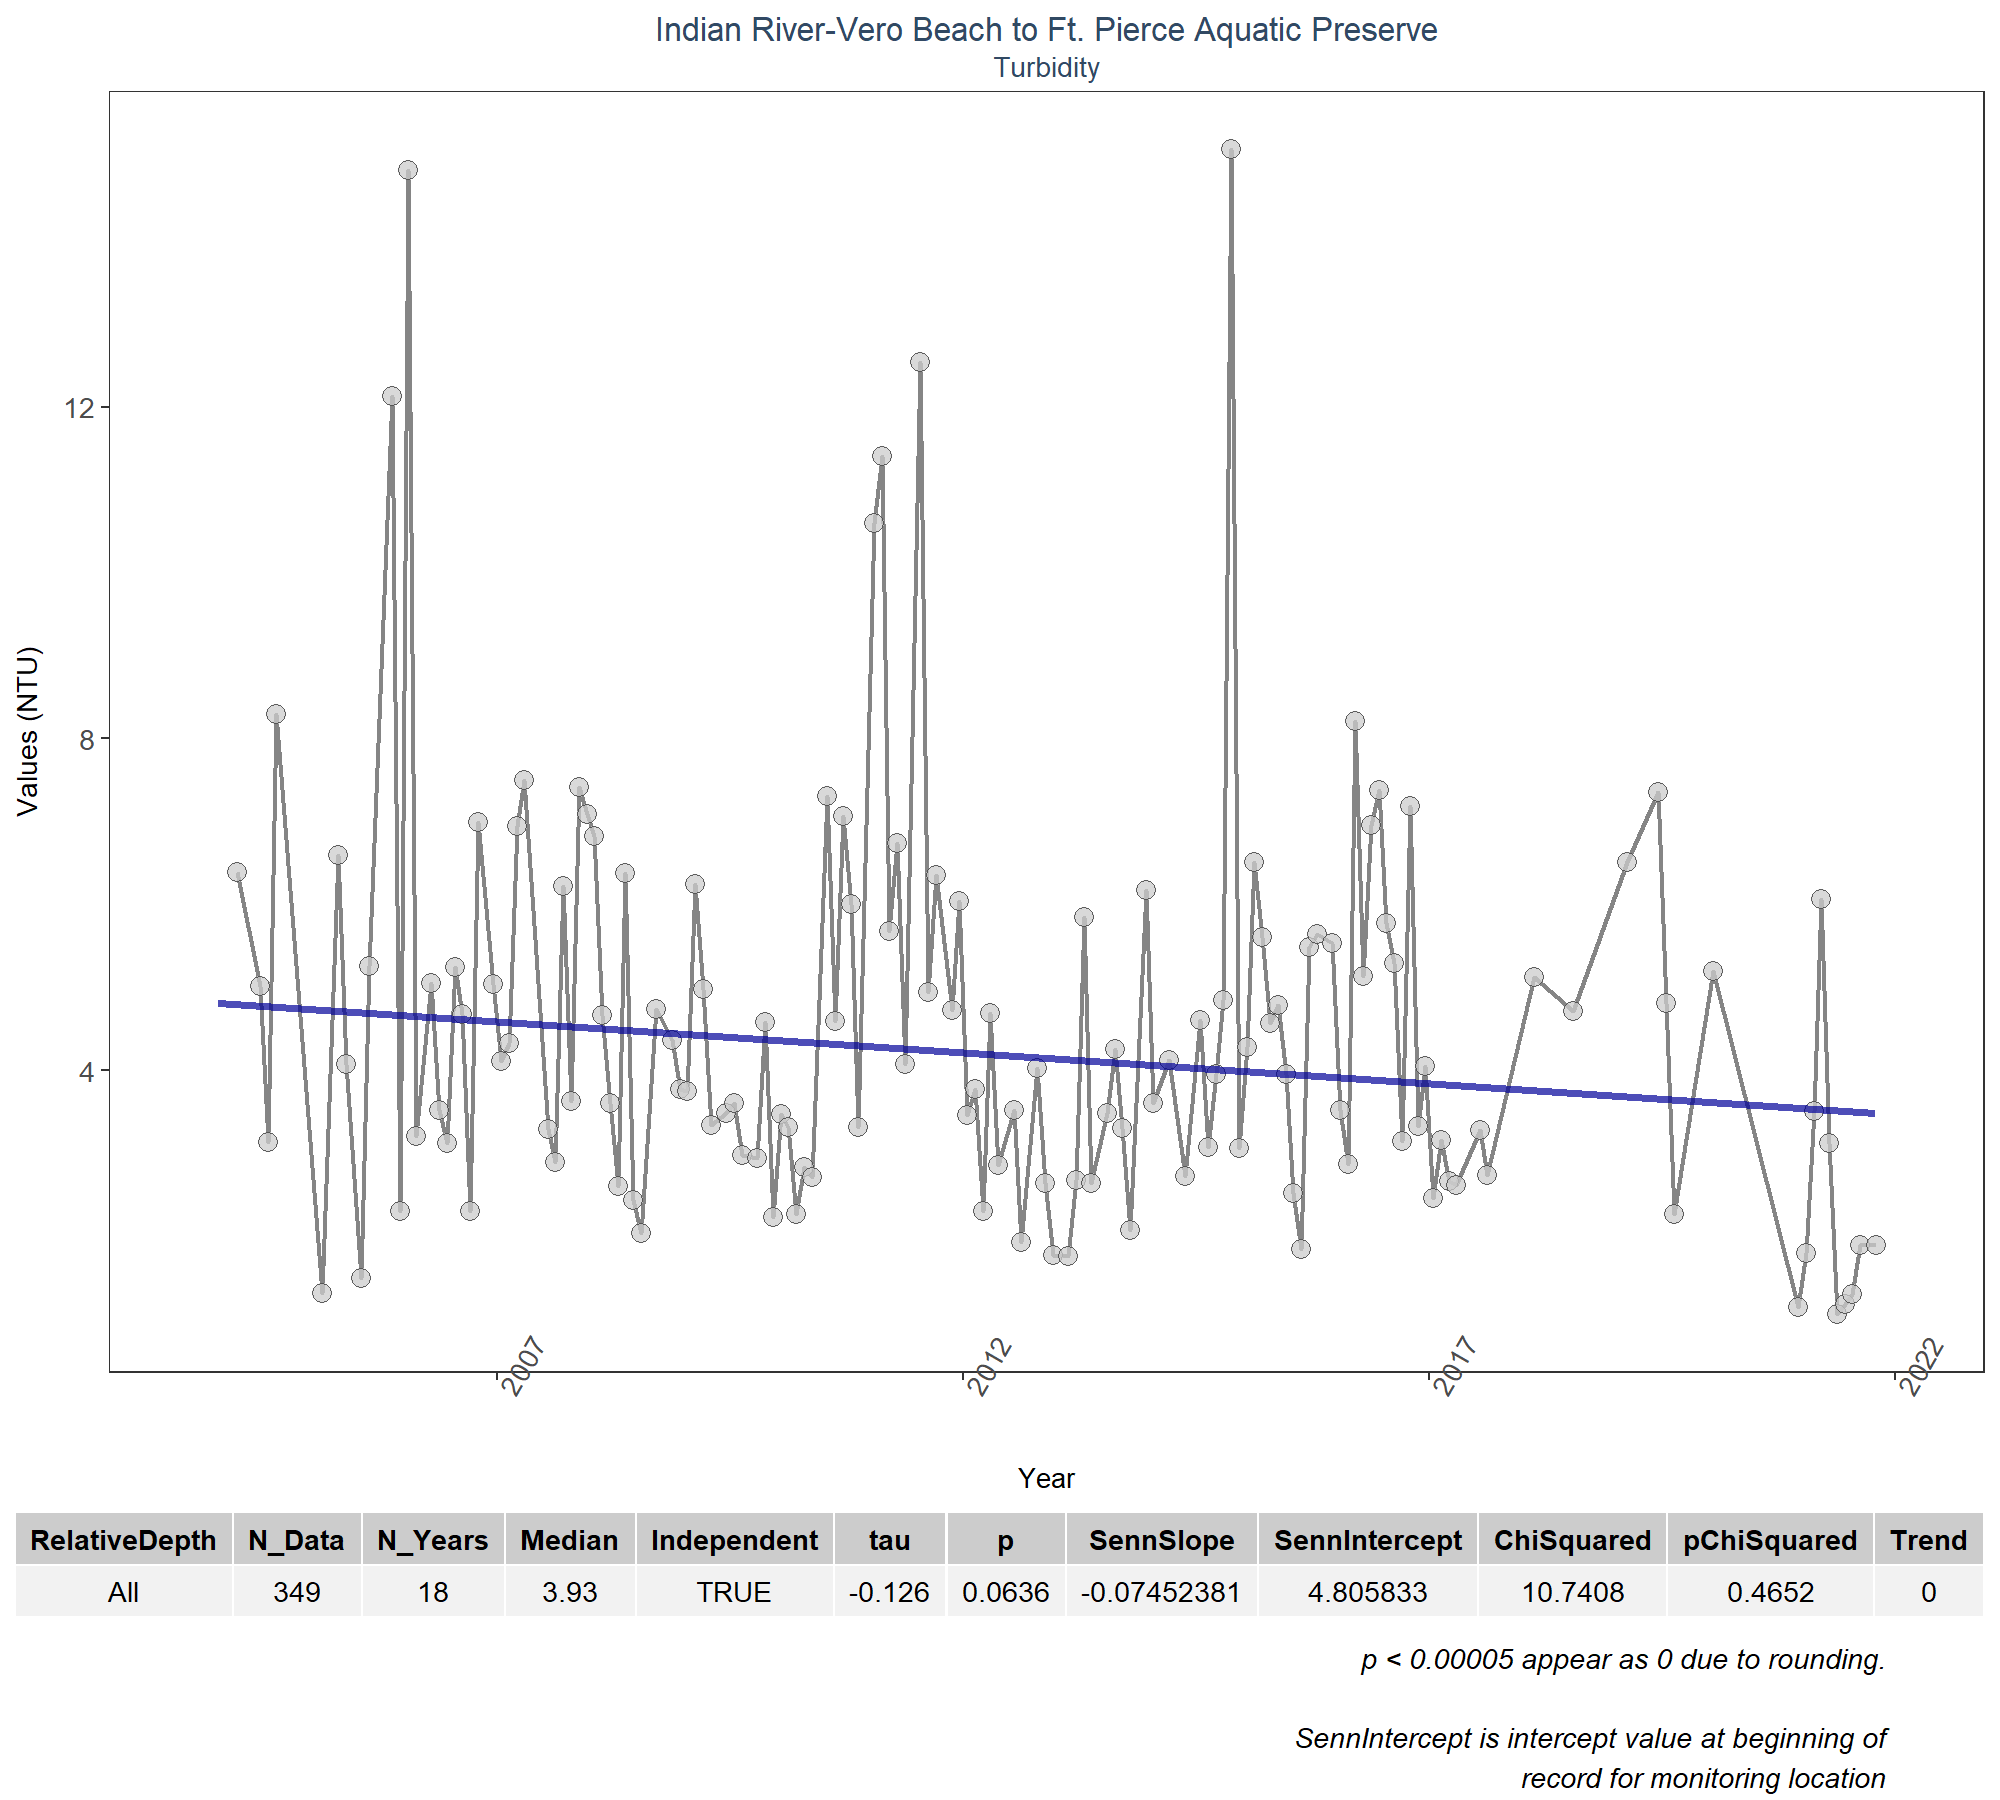 Indian River-Vero Beach to Ft. Pierce Aquatic Preserve
Turbidity
12
8
4
Values (NTU)
2007
2012
2017
2022
Year
RelativeDepth N_Data N_Years Median Independent tau p SennSlope SennIntercept ChiSquared pChiSquared Trend
All 349 18 3.93 TRUE -0.126 0.0636 -0.07452381 4.805833 10.7408 0.4652 0
p < 0.00005 appear as 0 due to rounding.
SennIntercept is intercept value at beginning of
record for monitoring location